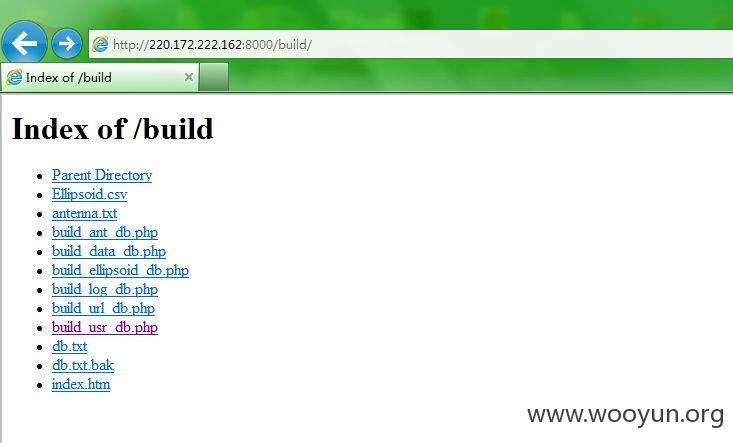 http://220.172.222.162:8000/build/
Index of /build
Index of /build
Parent Directory
Ellipsoid.csv
antenna.txt
build_ant_db.php
build_data_db.php
build_ellipsoid_db.php
build_log_db.php
build_url_db.php
build_usr_db.php
db.txt
db.txt.bak
index.htm
www.wooyun.org